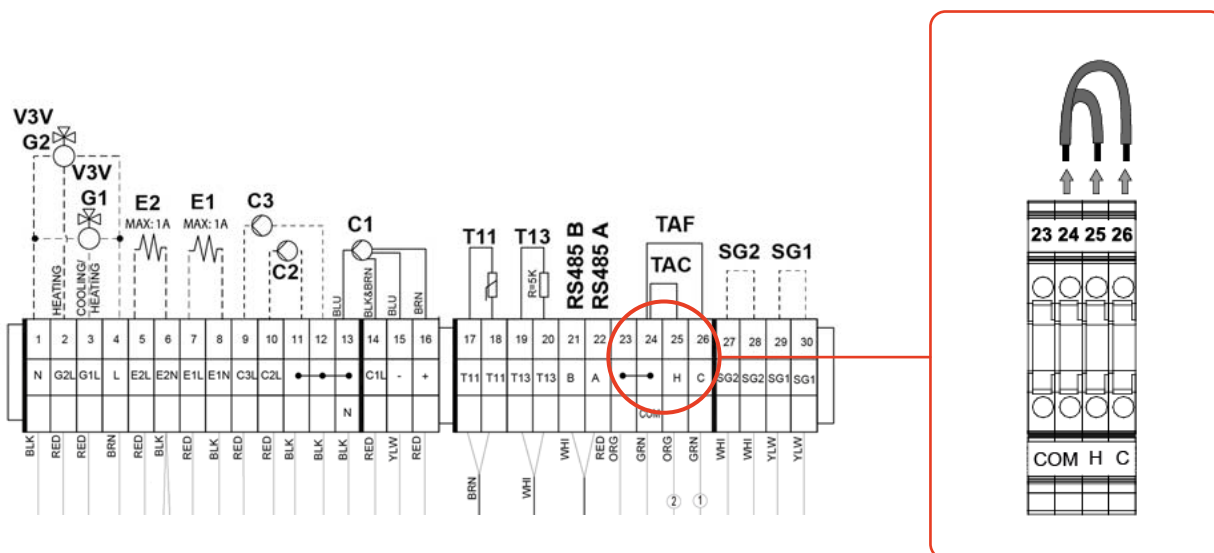 V3V
G2
V3V
G1
E2
MAX: 1A
E1
MAX: 1A
C3
C2
C1
T11
T13
R=5K
RS485 B
RS485 A
TAF
TAC
SG2
SG1
HEATING
COOLING/
HEATING
BLU
BLK&BRN
BLU
BRN
1 2 3 4 5 6 7 8 9 10 11 12 13 14 15 16 17 18 19 20 21 22 23 24 25 26 27 28 29 30
N G2L G1L L E2L E2N E1L E1N C3L C2L C1L - + T11 T11 T13 T13 B A H C SG2 SG2 SG1 SG1
N COM
BLK RED RED BRN RED BLK RED BLK RED RED BLK BLK BLK RED YLW RED WHI RED ORG GRN ORG GRN WHI WHI YLW YLW
BRN WHI
2 1
23 24 25 26
COM H C